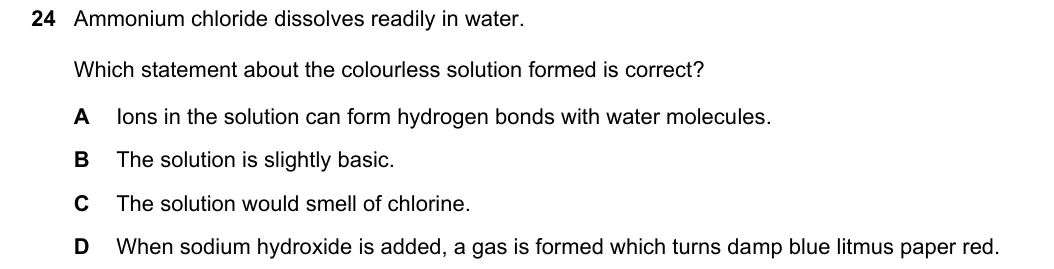 24 Ammonium chloride dissolves readily in water.
Which statement about the colourless solution formed is correct?
A Ions in the solution can form hydrogen bonds with water molecules.
B The solution is slightly basic.
C The solution would smell of chlorine.
D When sodium hydroxide is added, a gas is formed which turns damp blue litmus paper red.